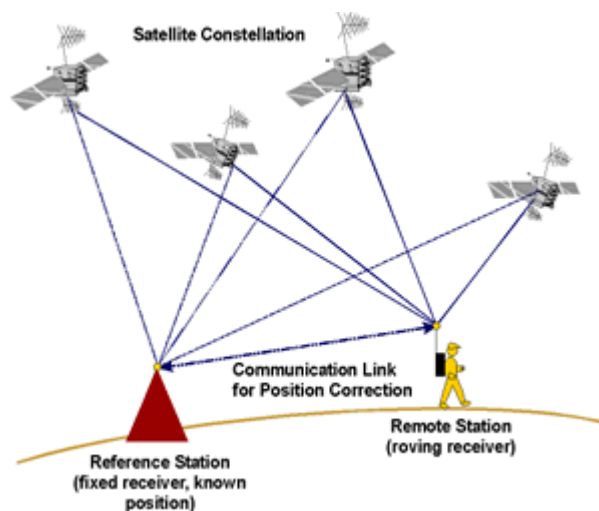 Satellite Constellation
Communication Link
for Position Correction
Remote Station
(roving receiver)
Reference Station
(fixed receiver, known
position)